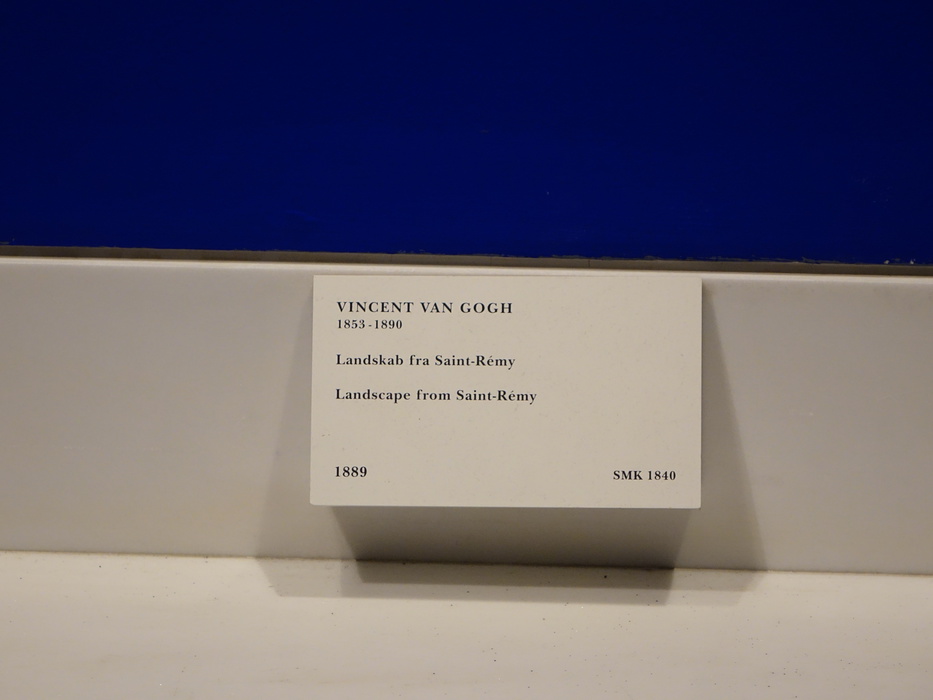 VINCENT VAN GOGH
1853-1890
Landskab fra Saint-Rémy
Landscape from Saint-Rémy
1889 SMK 1840